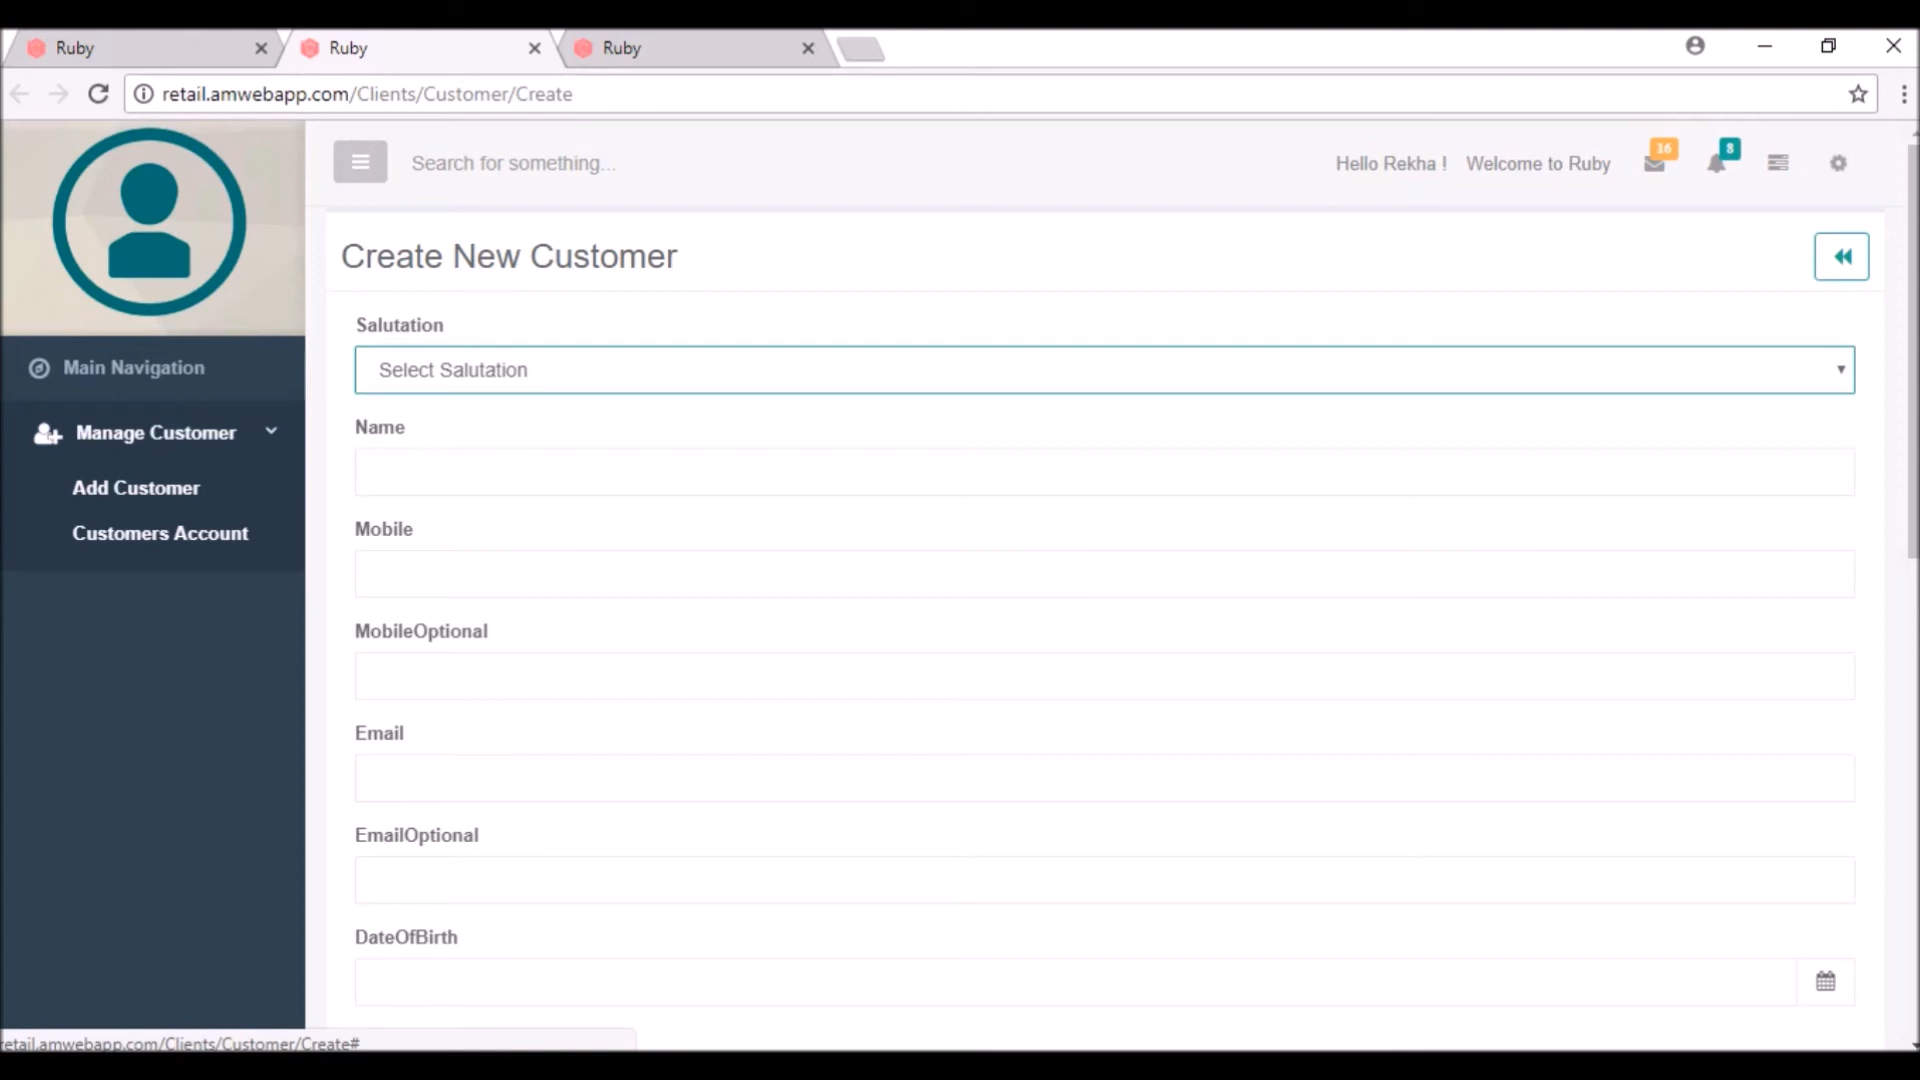 Ruby
Ruby
Ruby
retail.amwebapp.com/Clients/Customer/Create
Search for something...
Hello Rekha !
Welcome to Ruby
16
8
Create New Customer
Salutation
Select Salutation
Main Navigation
Manage Customer
Add Customer
Customers Account
Name
Mobile
MobileOptional
Email
EmailOptional
DateOfBirth
retail.amwebapp.com/Clients/Customer/Create#